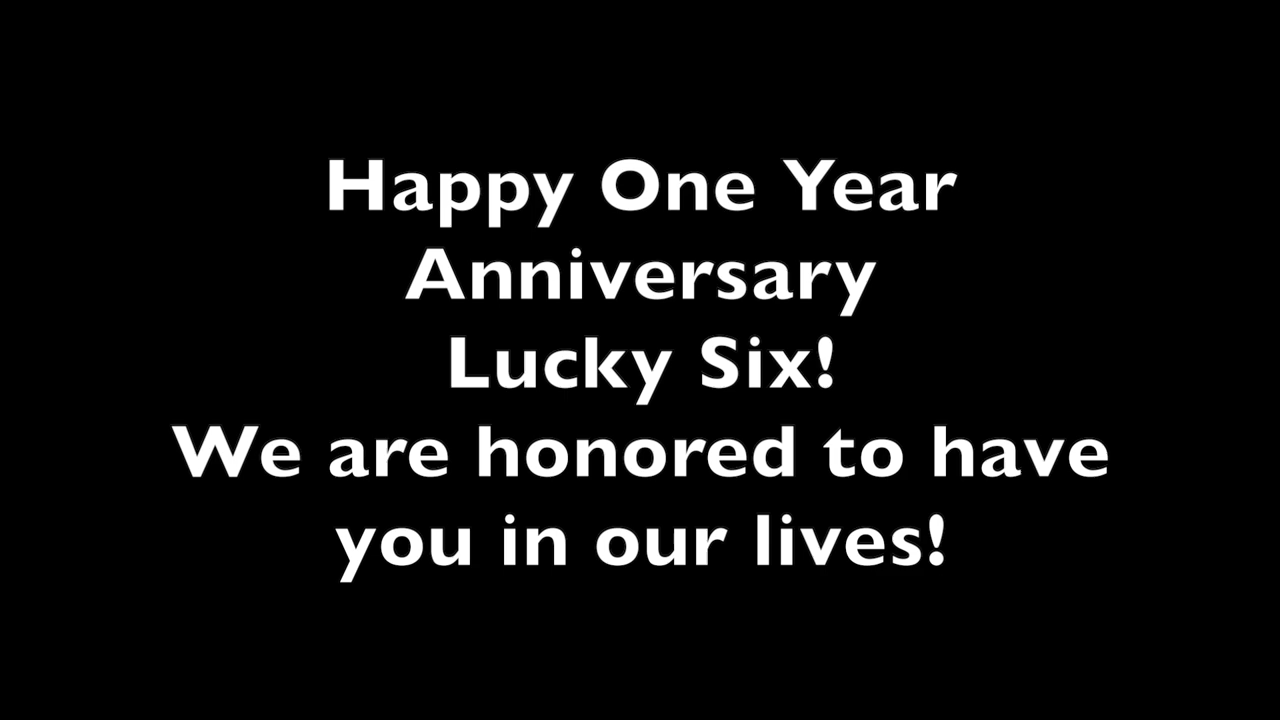 Happy One Year
Anniversary
Lucky Six!
We are honored to have
you in our lives!